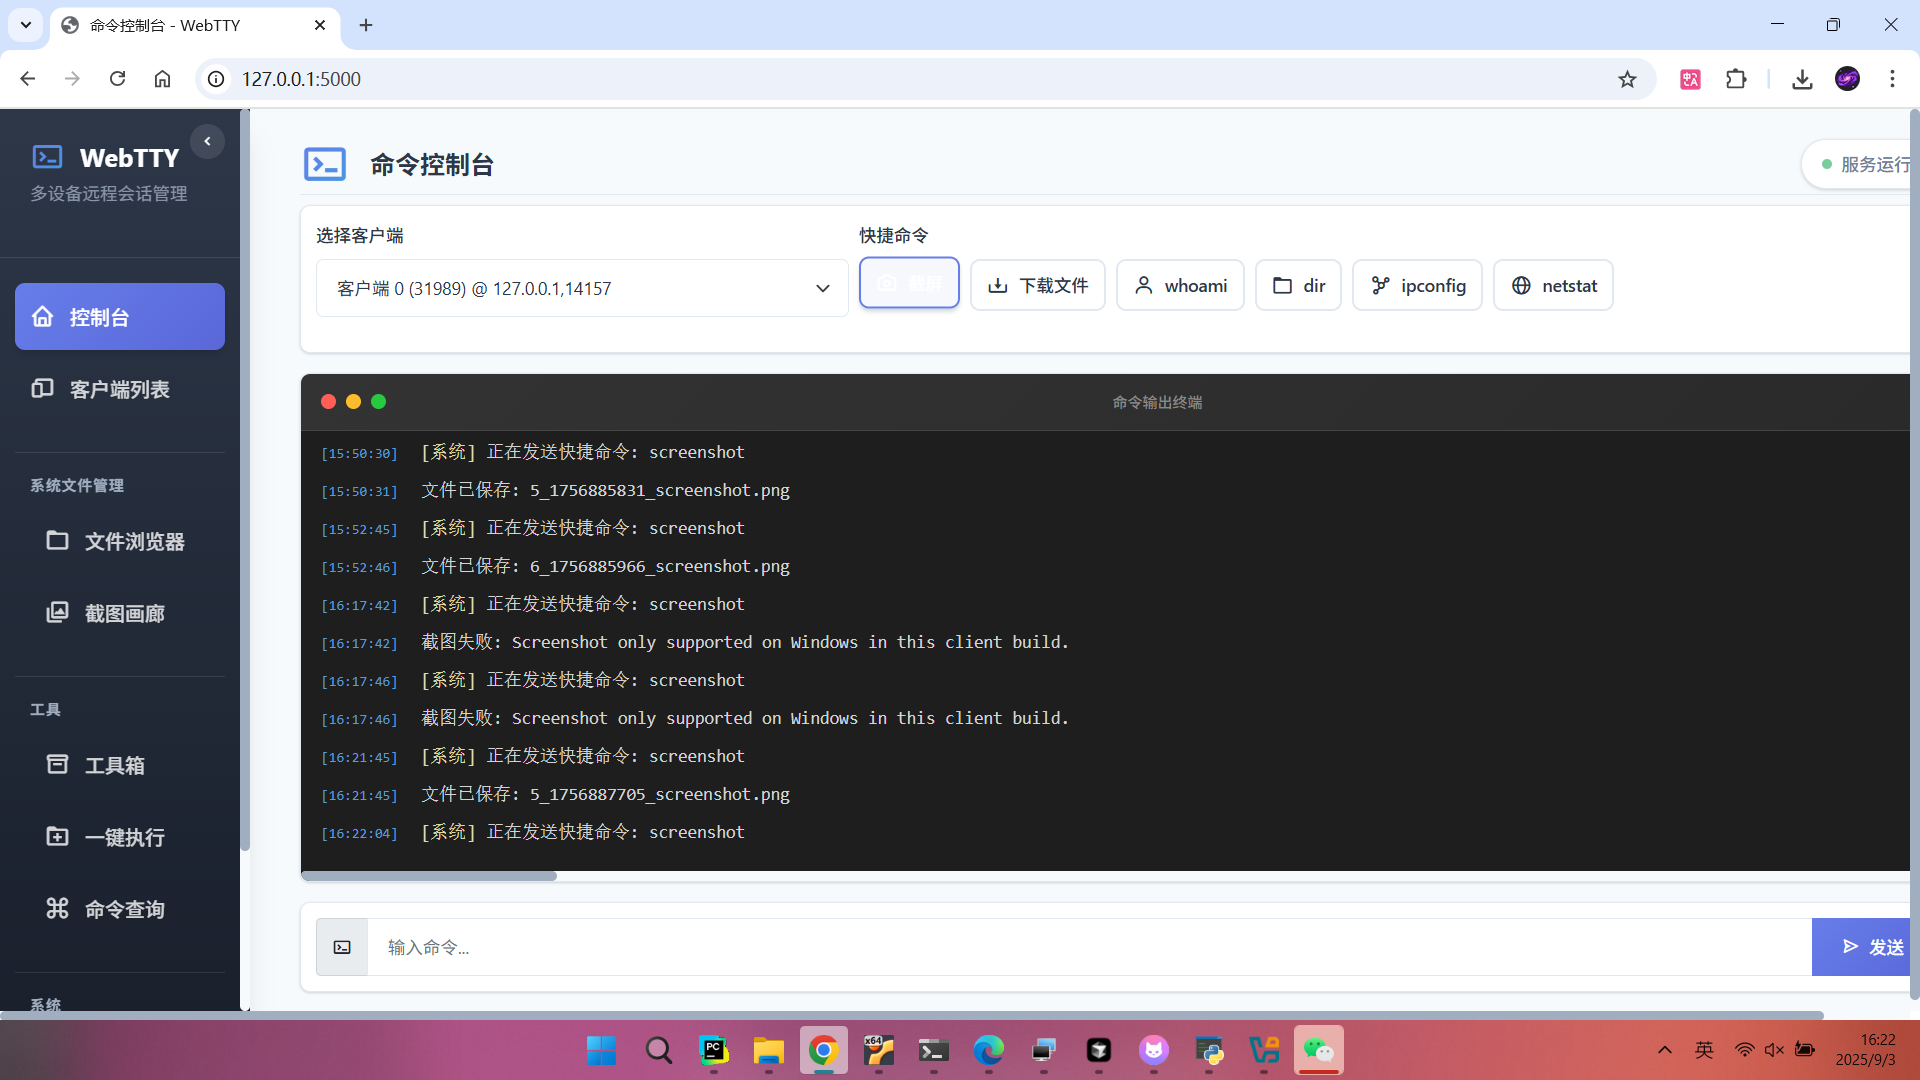 命令控制台 - WebTTY
127.0.0.1:5000
WebTTY
多设备远程会话管理
控制台
客户端列表
系统文件管理
文件浏览器
截图画廊
工具
工具箱
一键执行
命令查询
系统
命令控制台
服务运行
选择客户端
客户端 0 (31989) @ 127.0.0.1,14157
快捷命令
截屏
下载文件
whoami
dir
ipconfig
netstat
命令输出终端
[15:50:30] [系统] 正在发送快捷命令: screenshot
[15:50:31] 文件已保存: 5_1756885831_screenshot.png
[15:52:45] [系统] 正在发送快捷命令: screenshot
[15:52:46] 文件已保存: 6_1756885966_screenshot.png
[16:17:42] [系统] 正在发送快捷命令: screenshot
[16:17:42] 截图失败: Screenshot only supported on Windows in this client build.
[16:17:46] [系统] 正在发送快捷命令: screenshot
[16:17:46] 截图失败: Screenshot only supported on Windows in this client build.
[16:21:45] [系统] 正在发送快捷命令: screenshot
[16:21:45] 文件已保存: 5_1756887705_screenshot.png
[16:22:04] [系统] 正在发送快捷命令: screenshot
输入命令...
发送
PC
x64
英
16:22
2025/9/3